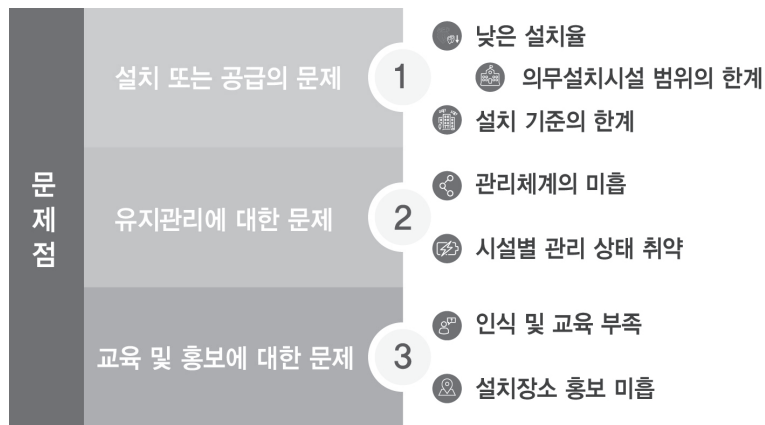 문제점
설치 또는 공급의 문제
1
낮은 설치율
의무설치시설 범위의 한계
설치 기준의 한계
유지관리에 대한 문제
2
관리체계의 미흡
시설별 관리 상태 취약
교육 및 홍보에 대한 문제
3
인식 및 교육 부족
설치장소 홍보 미흡